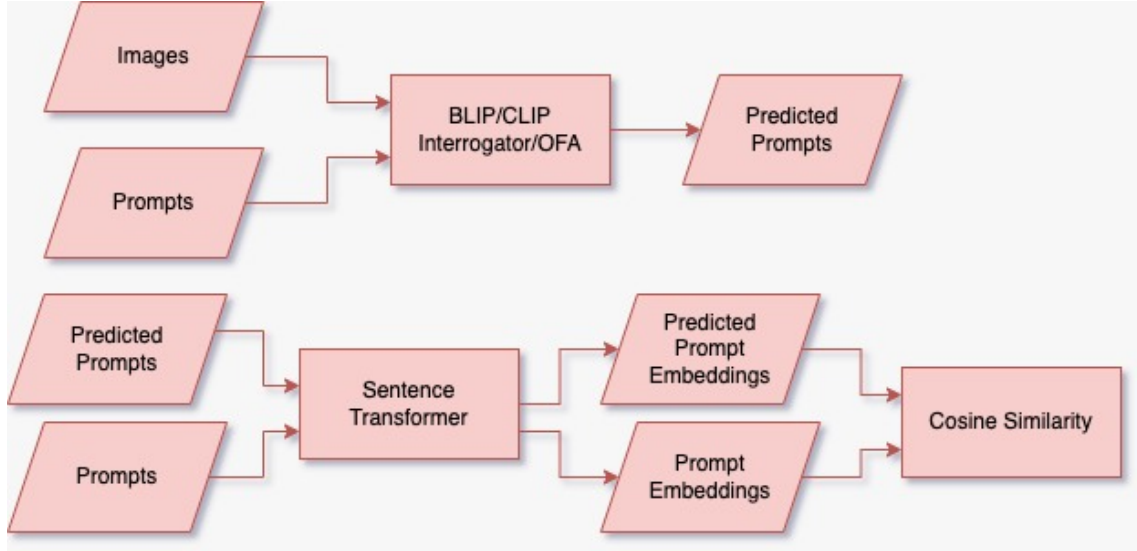 Images
BLIP/CLIP
Interrogator/OFA
Predicted
Prompts
Prompts
Predicted
Prompts
Sentence
Transformer
Predicted
Prompt
Embeddings
Cosine Similarity
Prompts
Prompt
Embeddings